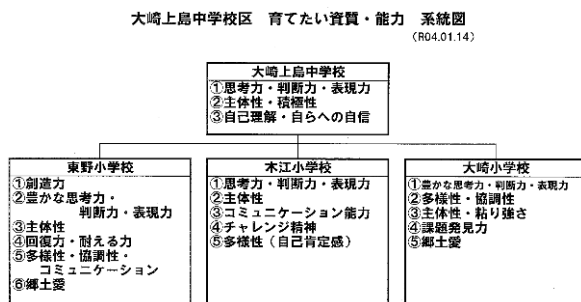 大崎上島中学校区 育てたい資質・能力 系統図
(R04.01.14)
大崎上島中学校
①思考力・判断力・表現力
②主体性・積極性
③自己理解・自らへの自信
東野小学校
①創造力
②豊かな思考力・
判断力・表現力
③主体性
④回復力・耐える力
⑤多様性・協調性・
コミュニケーション
⑥郷土愛
木江小学校
①思考力・判断力・表現力
②主体性
③コミュニケーション能力
④チャレンジ精神
⑤多様性（自己肯定感）
大崎小学校
①豊かな思考力・判断力・表現力
②多様性・協調性
③主体性・粘り強さ
④課題発見力
⑤郷土愛